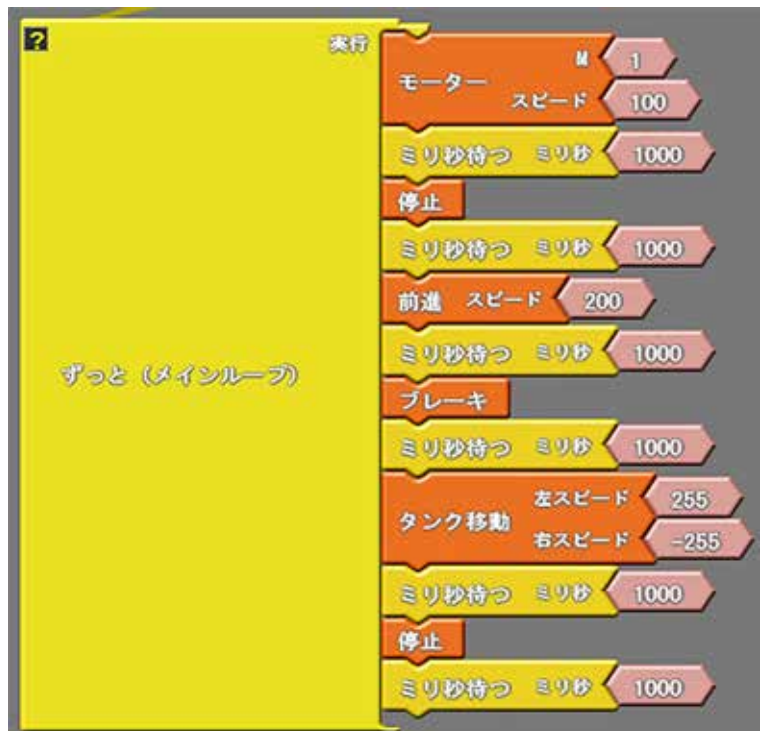 ?
実行
ずっと（メインループ）
モーター
M 1
スピード 100
ミリ秒待つ ミリ秒 1000
停止
ミリ秒待つ ミリ秒 1000
前進 スピード 200
ミリ秒待つ ミリ秒 1000
ブレーキ
ミリ秒待つ ミリ秒 1000
タンク移動
左スピード 255
右スピード -255
ミリ秒待つ ミリ秒 1000
停止
ミリ秒待つ ミリ秒 1000